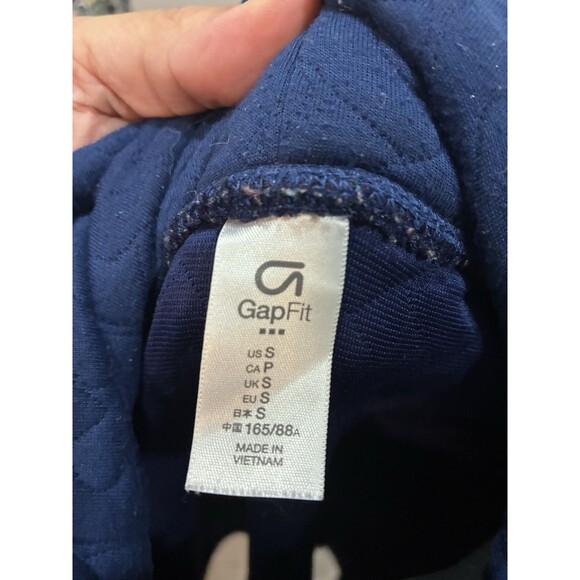 GapFit
US S
CA P
UK S
EU S
日本 S
中国 165/88A
MADE IN
VIETNAM